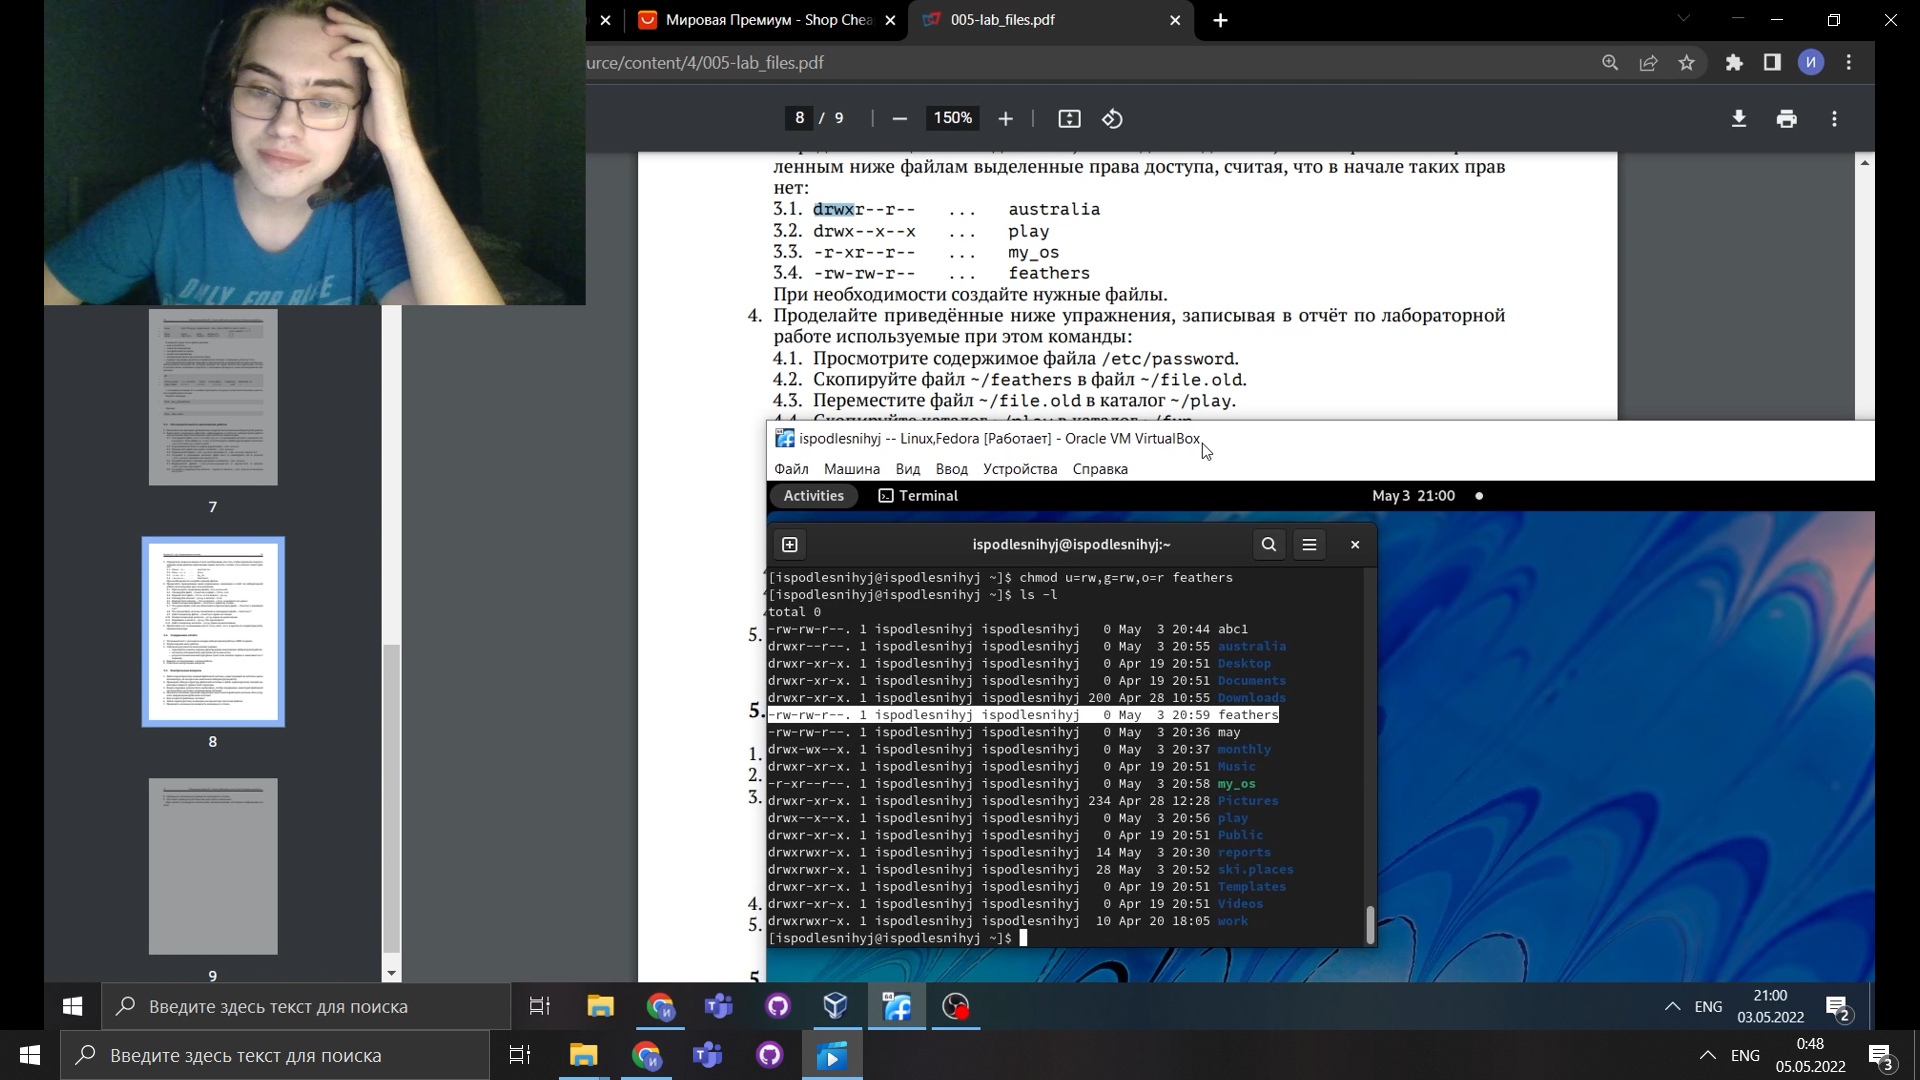 Мировая Премиум - Shop Chea
005-lab_files.pdf
urce/content/4/005-lab_files.pdf
И
8 / 9
150%
ленным ниже файлам выделенные права доступа, считая, что в начале таких прав
нет:
3.1. drwxr--r-- ... australia
3.2. drwx--x--x ... play
3.3. -r-xr--r-- ... my_os
3.4. -rw-rw-r-- ... feathers
При необходимости создайте нужные файлы.
4. Проделайте приведённые ниже упражнения, записывая в отчёт по лабораторной
работе используемые при этом команды:
4.1. Просмотрите содержимое файла /etc/password.
4.2. Скопируйте файл ~/feathers в файл ~/file.old.
4.3. Переместите файл ~/file.old в каталог ~/play.
7
8
9
5.
5.
1.
2.
3.
4.
5.
5
ispodlesnihyj -- Linux,Fedora [Работает] - Oracle VM VirtualBox
Файл Машина Вид Ввод Устройства Справка
Activities Terminal May 3 21:00
ispodlesnihyj@ispodlesnihyj:~
[ispodlesnihyj@ispodlesnihyj ~]$ chmod u=rw,g=rw,o=r feathers
[ispodlesnihyj@ispodlesnihyj ~]$ ls -l
total 0
-rw-rw-r--. 1 ispodlesnihyj ispodlesnihyj 0 May 3 20:44 abc1
drwxr--r--. 1 ispodlesnihyj ispodlesnihyj 0 May 3 20:55 australia
drwxr-xr-x. 1 ispodlesnihyj ispodlesnihyj 0 Apr 19 20:51 Desktop
drwxr-xr-x. 1 ispodlesnihyj ispodlesnihyj 0 Apr 19 20:51 Documents
drwxr-xr-x. 1 ispodlesnihyj ispodlesnihyj 200 Apr 28 10:55 Downloads
-rw-rw-r--. 1 ispodlesnihyj ispodlesnihyj 0 May 3 20:59 feathers
-rw-rw-r--. 1 ispodlesnihyj ispodlesnihyj 0 May 3 20:36 may
drwx-wx--x. 1 ispodlesnihyj ispodlesnihyj 0 May 3 20:37 monthly
drwxr-xr-x. 1 ispodlesnihyj ispodlesnihyj 0 Apr 19 20:51 Music
-r-xr--r--. 1 ispodlesnihyj ispodlesnihyj 0 May 3 20:58 my_os
drwxr-xr-x. 1 ispodlesnihyj ispodlesnihyj 234 Apr 28 12:28 Pictures
drwx--x--x. 1 ispodlesnihyj ispodlesnihyj 0 May 3 20:56 play
drwxr-xr-x. 1 ispodlesnihyj ispodlesnihyj 0 Apr 19 20:51 Public
drwxrwxr-x. 1 ispodlesnihyj ispodlesnihyj 14 May 3 20:30 reports
drwxrwxr-x. 1 ispodlesnihyj ispodlesnihyj 28 May 3 20:52 ski.places
drwxr-xr-x. 1 ispodlesnihyj ispodlesnihyj 0 Apr 19 20:51 Templates
drwxr-xr-x. 1 ispodlesnihyj ispodlesnihyj 0 Apr 19 20:51 Videos
drwxrwxr-x. 1 ispodlesnihyj ispodlesnihyj 10 Apr 20 18:05 work
[ispodlesnihyj@ispodlesnihyj ~]$
Введите здесь текст для поиска
ENG
21:00
03.05.2022
2
Введите здесь текст для поиска
ENG
0:48
05.05.2022
3